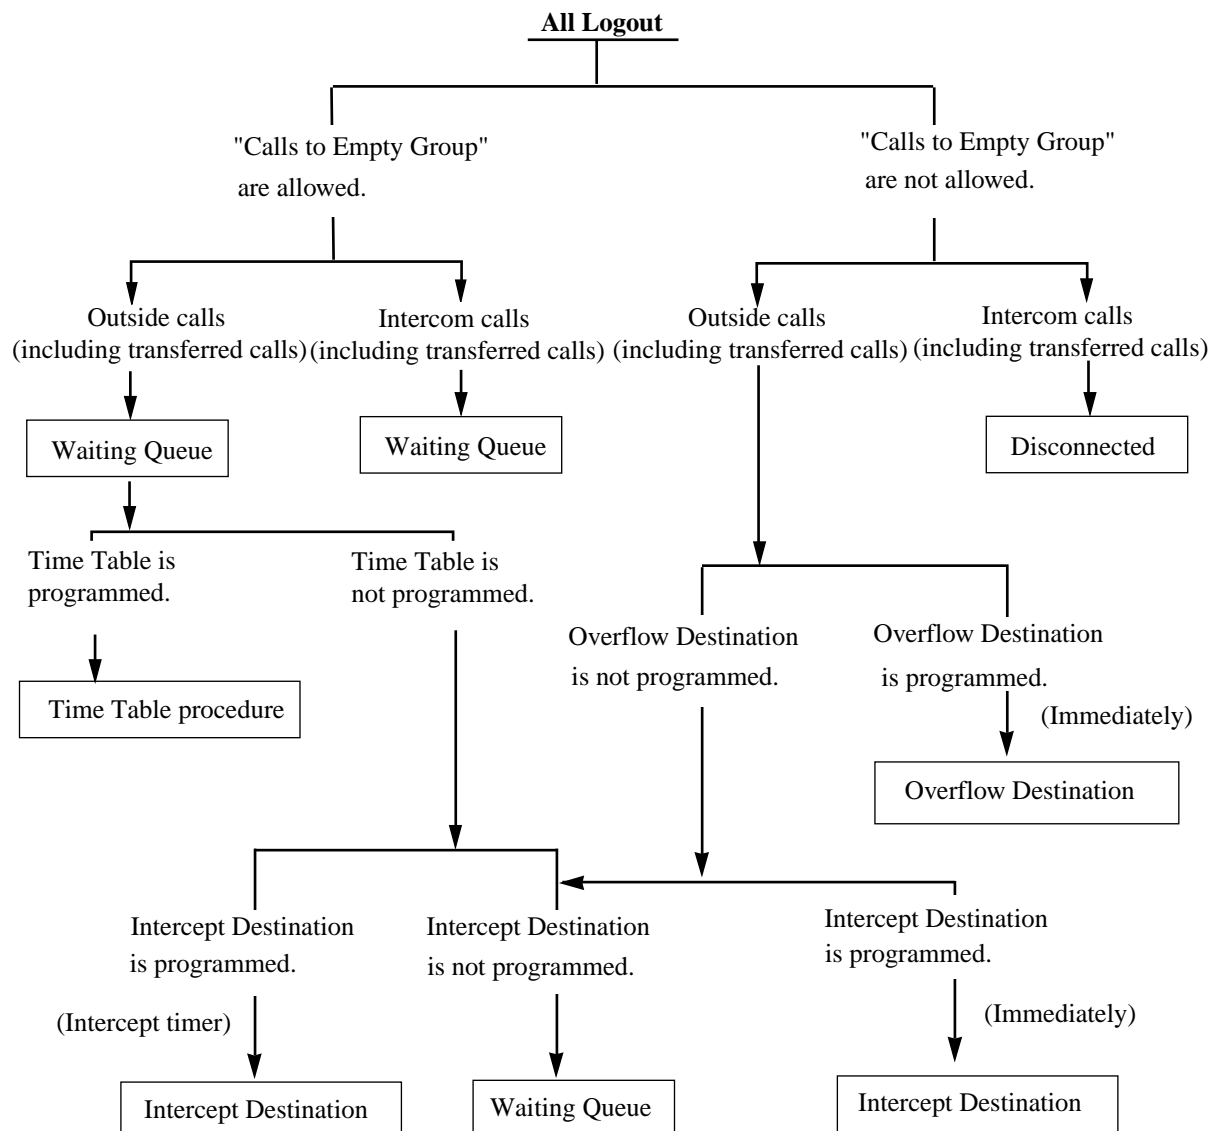 All Logout
"Calls to Empty Group"
are allowed.
"Calls to Empty Group"
are not allowed.
Outside calls
(including transferred calls)
Intercom calls
(including transferred calls)
Outside calls
(including transferred calls)
Intercom calls
(including transferred calls)
Waiting Queue
Waiting Queue
Disconnected
Time Table is
programmed.
Time Table is
not programmed.
Time Table procedure
Overflow Destination
is not programmed.
Overflow Destination
is programmed.
(Immediately)
Overflow Destination
Intercept Destination
is programmed.
Intercept Destination
is not programmed.
Intercept Destination
is programmed.
(Intercept timer)
(Immediately)
Intercept Destination
Waiting Queue
Intercept Destination